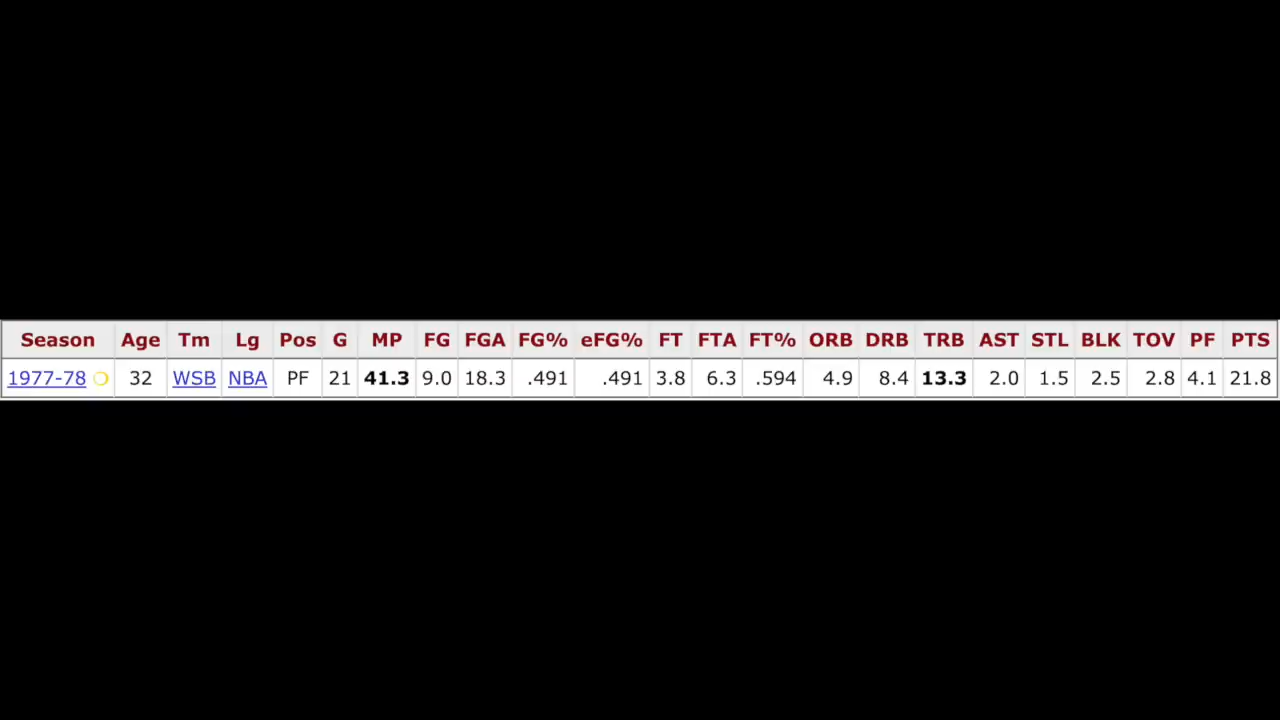 Season Age Tm Lg Pos G MP FG FGA FG% eFG% FT FTA FT% ORB DRB TRB AST STL BLK TOV PF PTS
1977-78 32 WSB NBA PF 21 41.3 9.0 18.3 .491 .491 3.8 6.3 .594 4.9 8.4 13.3 2.0 1.5 2.5 2.8 4.1 21.8